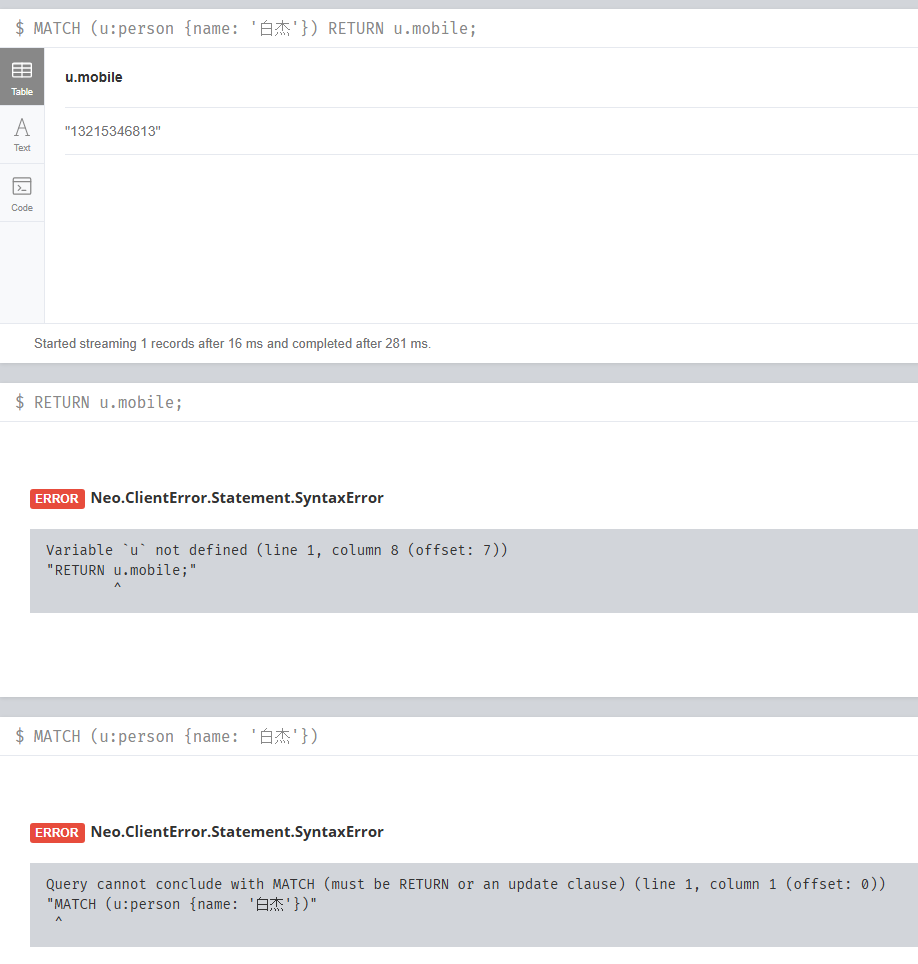 $ MATCH (u:person {name: '白杰'}) RETURN u.mobile;
Table
u.mobile
"13215346813"
Text
Code
Started streaming 1 records after 16 ms and completed after 281 ms.
$ RETURN u.mobile;
ERROR Neo.ClientError.Statement.SyntaxError
Variable `u` not defined (line 1, column 8 (offset: 7))
"RETURN u.mobile;"
^
$ MATCH (u:person {name: '白杰'})
ERROR Neo.ClientError.Statement.SyntaxError
Query cannot conclude with MATCH (must be RETURN or an update clause) (line 1, column 1 (offset: 0))
"MATCH (u:person {name: '白杰'})"
^